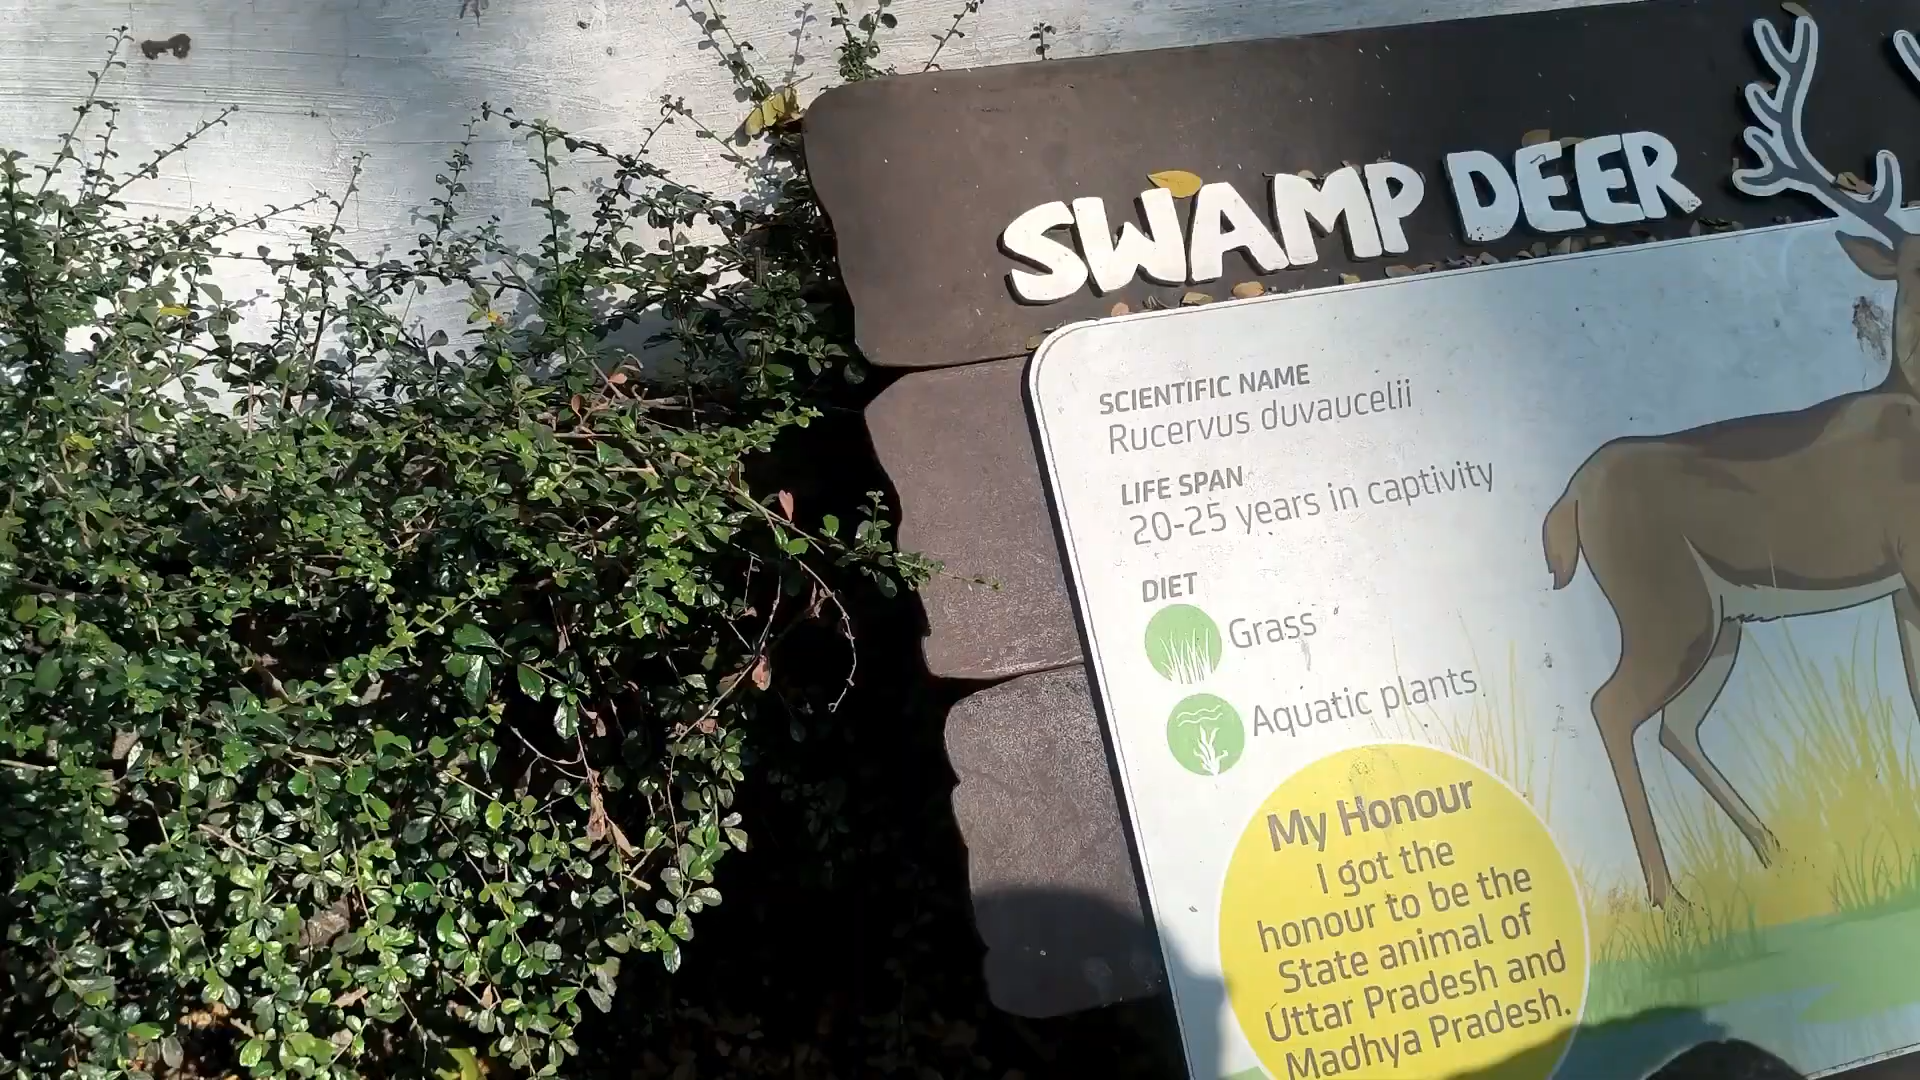 SWAMP DEER
SCIENTIFIC NAME
Rucervus duvaucelii
LIFE SPAN
20-25 years in captivity
DIET
Grass
Aquatic plants
My Honour
I got the
honour to be the
State animal of
Uttar Pradesh and
Madhya Pradesh.